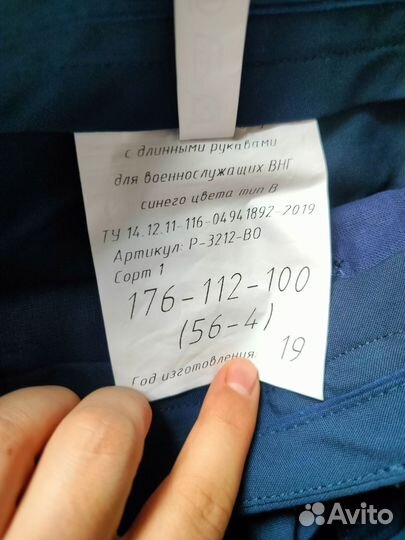 с длинными рукавами
для военнослужащих ВНГ
синего цвета тип В
ТУ 14.12.11-116-04941892-2019
Артикул: Р-3212-ВО
Сорт 1
176-112-100
(56-4)
Год изготовления 19
Avito